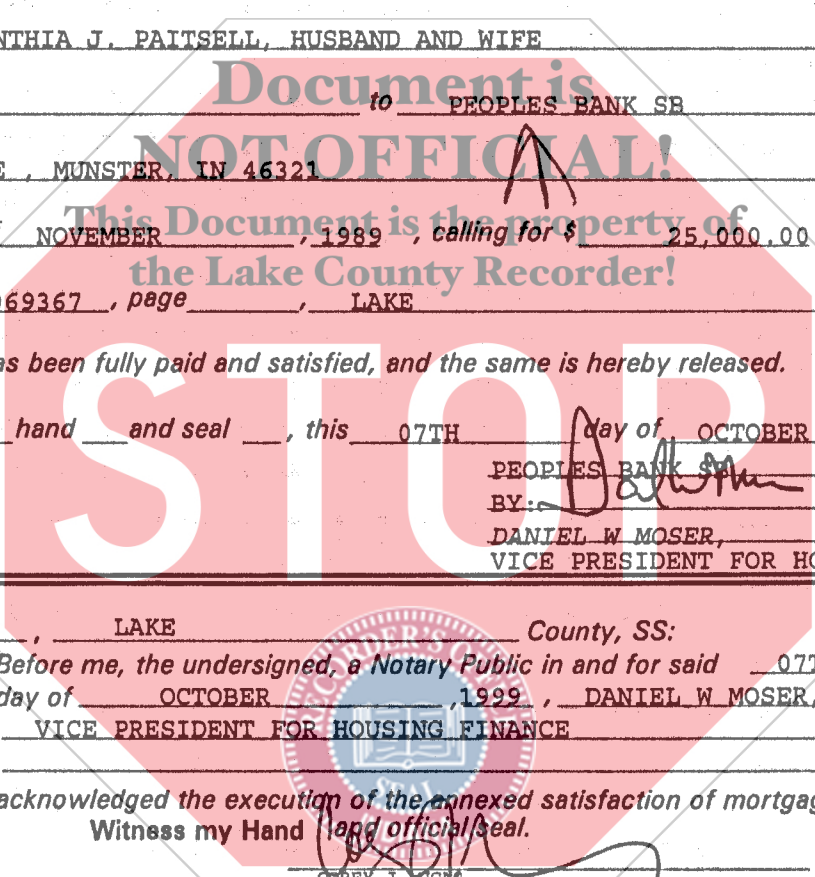 NTHIA J. PAITSELL, HUSBAND AND WIFE
Document is
to PEOPLES BANK SB
NOT OFFICIAL!
E , MUNSTER, IN 46321
This Document is the property of
NOVEMBER , 1989 , calling for $ 25,000.00
the Lake County Recorder!
69367 , page , LAKE
as been fully paid and satisfied, and the same is hereby released.
STOP
hand and seal , this 07TH day of OCTOBER
PEOPLES BANK SB
BY:
DANIEL W MOSER,
VICE PRESIDENT FOR HO
, LAKE County, SS:
Before me, the undersigned, a Notary Public in and for said 07T
day of OCTOBER ,1999 , DANIEL W MOSER,
VICE PRESIDENT FOR HOUSING FINANCE
SEAL
acknowledged the execution of the annexed satisfaction of mortgag
Witness my Hand and official seal.